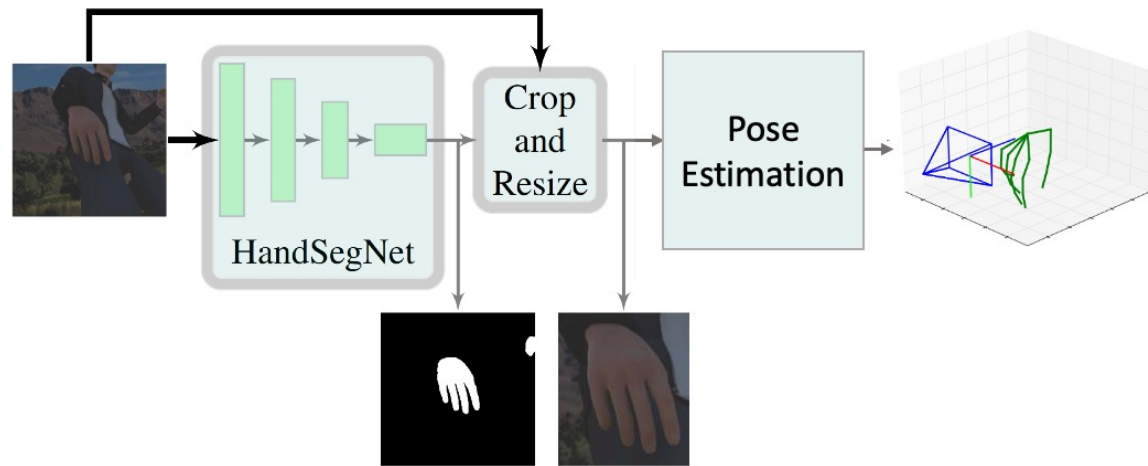 HandSegNet
Crop
and
Resize
Pose
Estimation